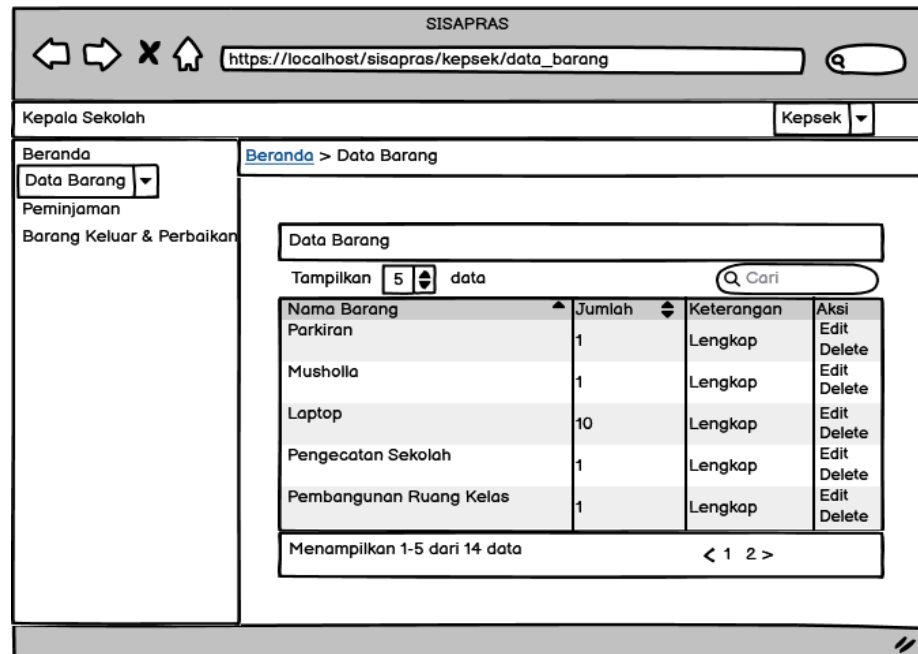 SISAPRAS
https://localhost/sisapras/kepsek/data_barang
Kepala Sekolah
Kepsek
Beranda
Data Barang
Peminjaman
Barang Keluar & Perbaikan
Beranda > Data Barang
Data Barang
Tampilkan 5 data
Cari
Nama Barang Jumlah Keterangan Aksi
Parkiran 1 Lengkap Edit
Delete
Musholla 1 Lengkap Edit
Delete
Laptop 10 Lengkap Edit
Delete
Pengecatan Sekolah 1 Lengkap Edit
Delete
Pembangunan Ruang Kelas 1 Lengkap Edit
Delete
Menampilkan 1-5 dari 14 data
< 1 2 >